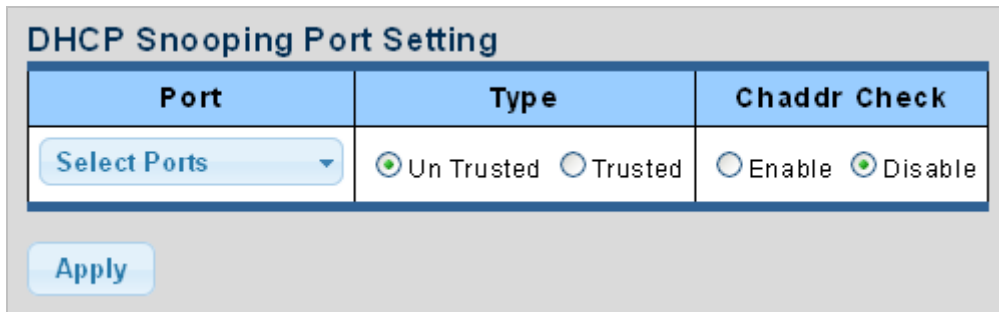 DHCP Snooping Port Setting
Port Type Chaddr Check
Select Ports Un Trusted Trusted Enable Disable
Apply